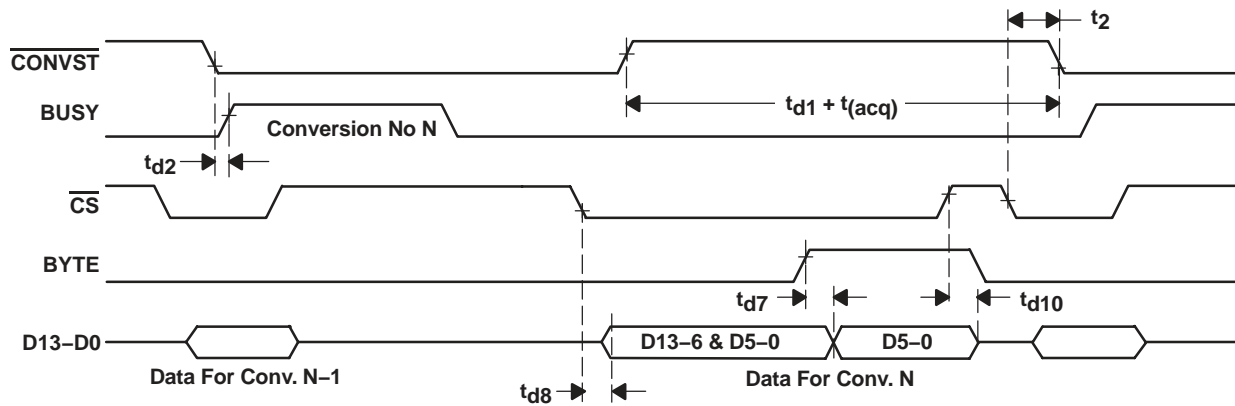 t2
CONVST
td1 + t(acq)
BUSY
Conversion No N
td2
CS
BYTE
td7
td10
D13–D0
D13–6 & D5–0
D5–0
Data For Conv. N–1
Data For Conv. N
td8